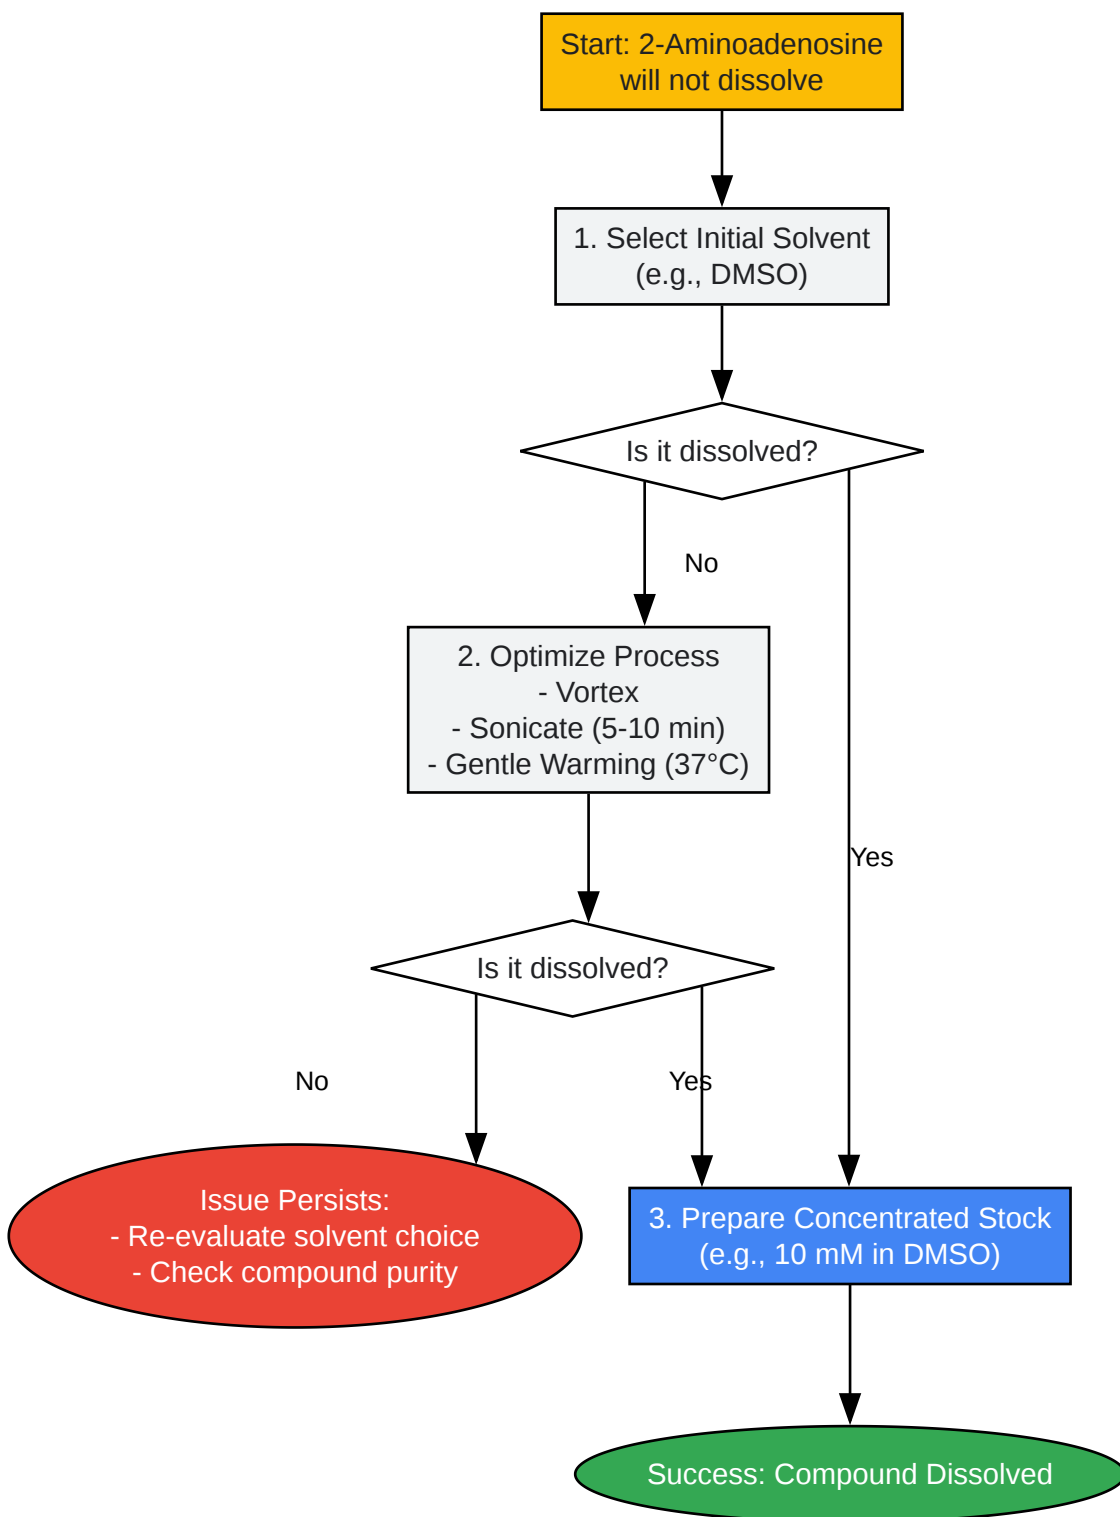 Start: 2-Aminoadenosine
will not dissolve
1. Select Initial Solvent
(e.g., DMSO)
Is it dissolved?
No
2. Optimize Process
- Vortex
- Sonicate (5-10 min)
- Gentle Warming (37°C)
Yes
Is it dissolved?
No
Yes
Issue Persists:
- Re-evaluate solvent choice
- Check compound purity
3. Prepare Concentrated Stock
(e.g., 10 mM in DMSO)
Success: Compound Dissolved